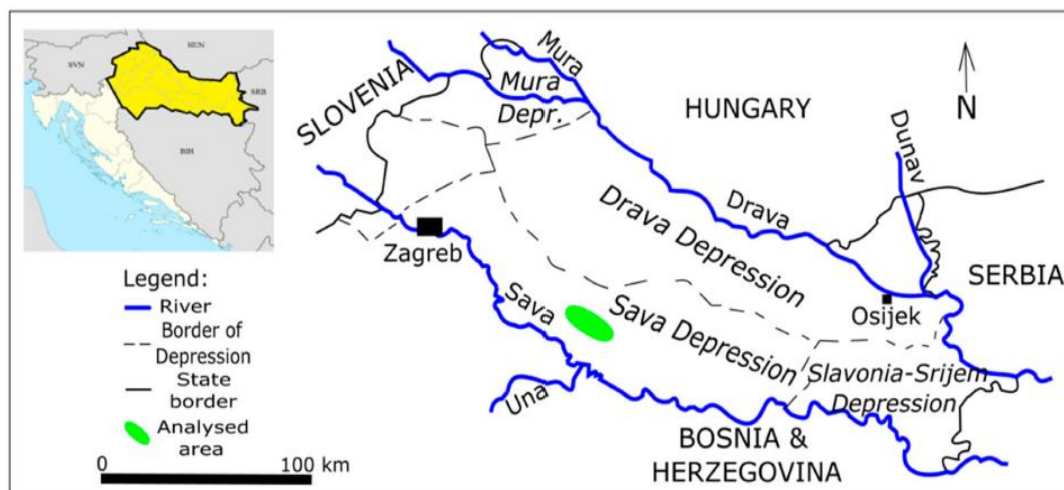 HUN
SVN
SRB
BIH
Legend:
River
Border of
Depression
State
border
Analysed
area
0
100 km
SLOVENIA
Mura
Mura
Depr.
HUNGARY
N
Dunav
Drava
Drava Depression
Zagreb
Sava
Sava Depression
SERBIA
Osijek
Slavonia-Srijem
Depression
Una
BOSNIA &
HERZEGOVINA